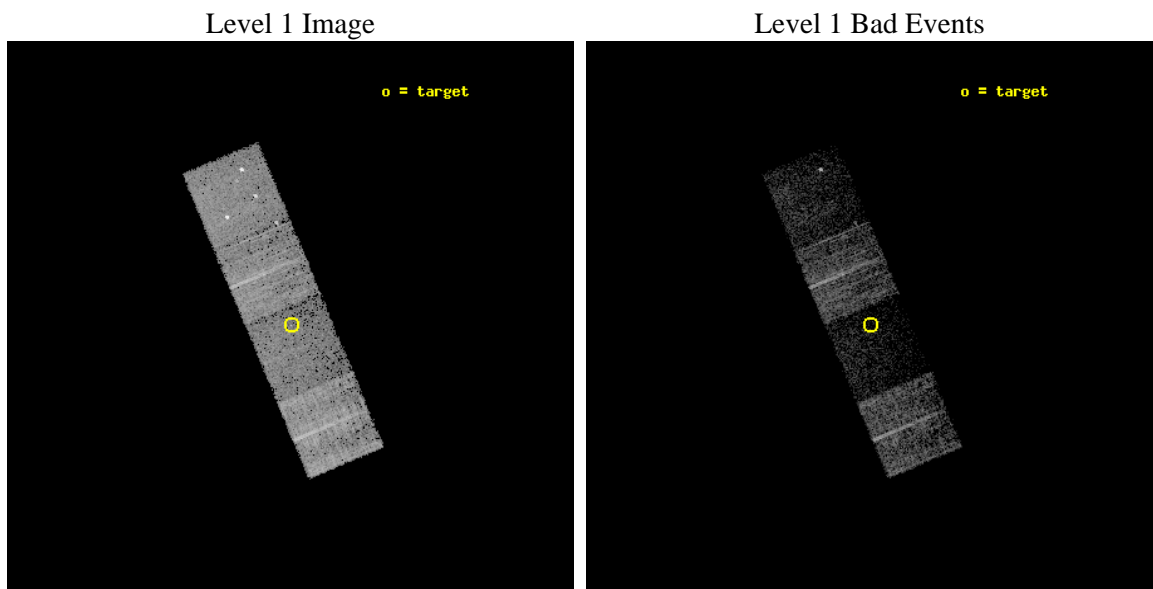 Level 1 Image
Level 1 Bad Events
o = target
o = target